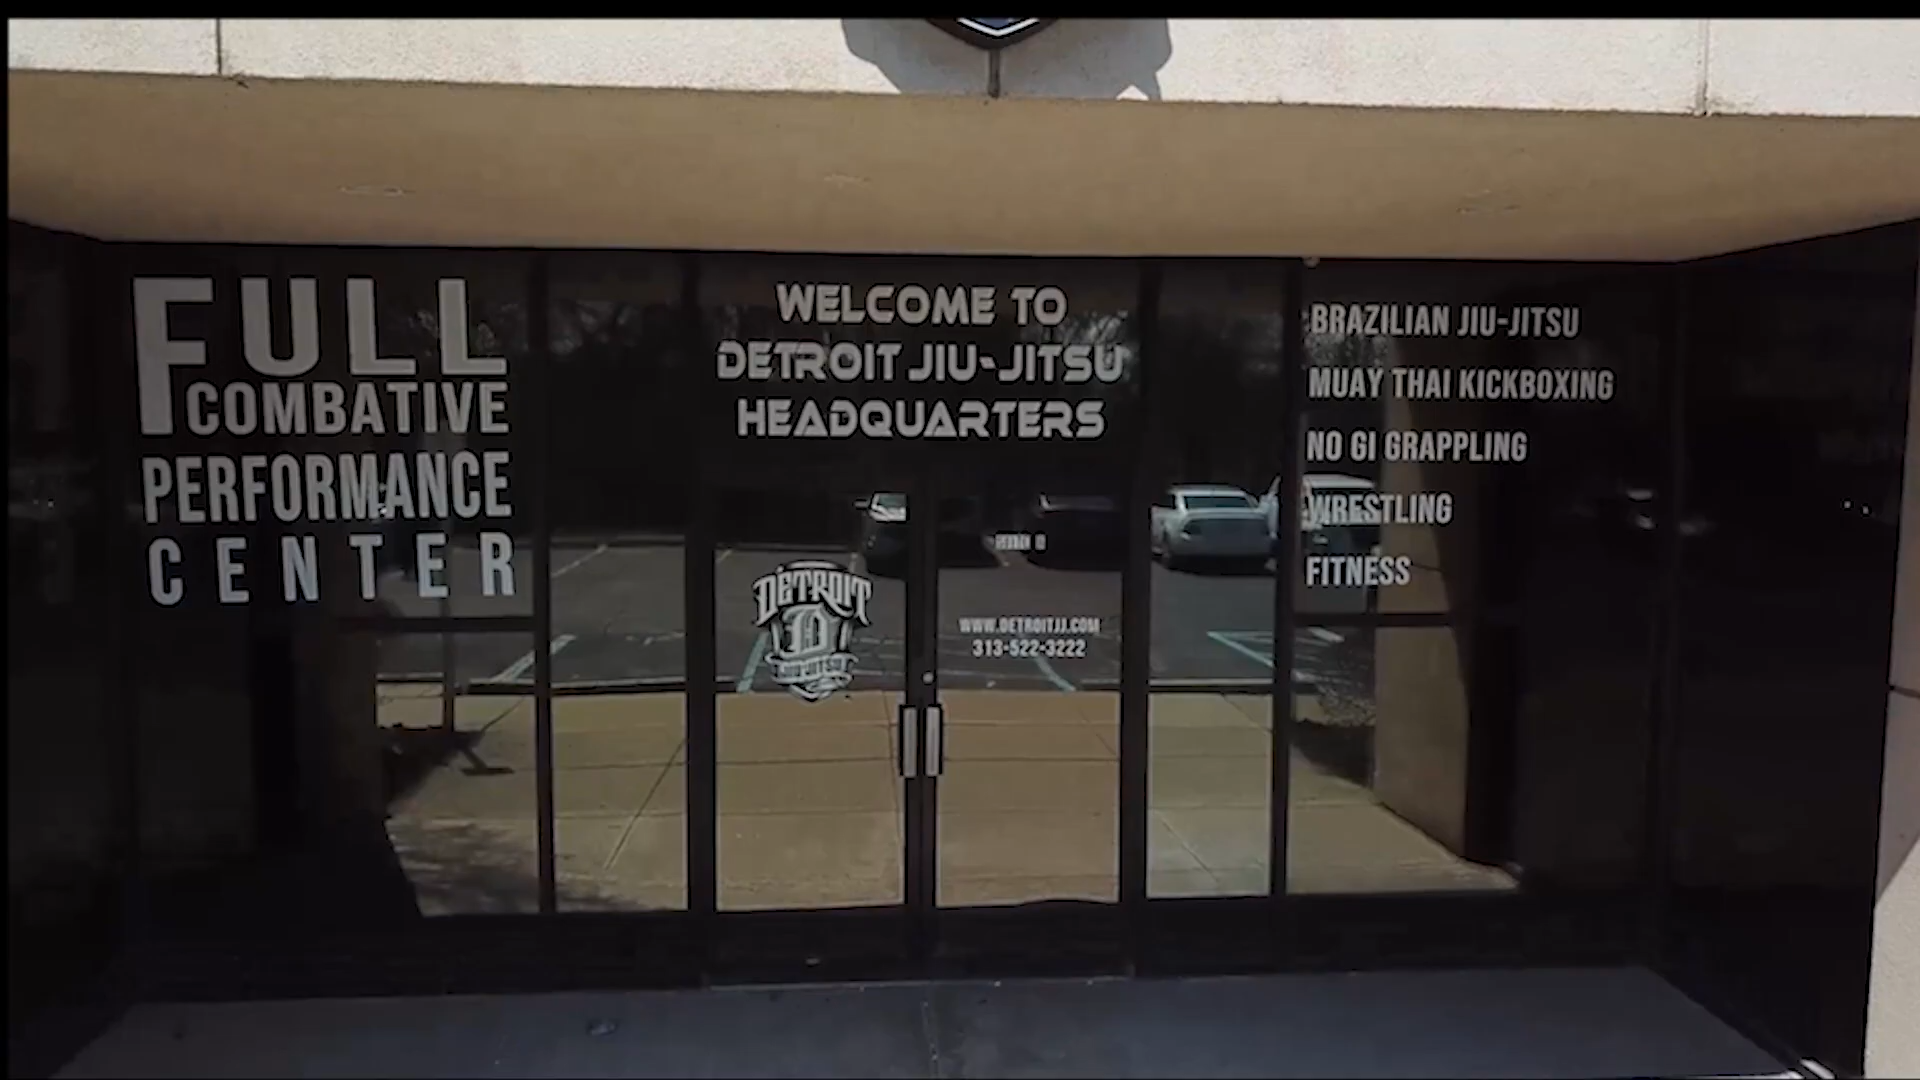 FULL
COMBATIVE
PERFORMANCE
CENTER
WELCOME TO
DETROIT JIU-JITSU
HEADQUARTERS
DETROIT
D
JIU-JITSU
WWW.DETROITJJ.COM
313-522-3222
BRAZILIAN JIU-JITSU
MUAY THAI KICKBOXING
NO GI GRAPPLING
WRESTLING
FITNESS